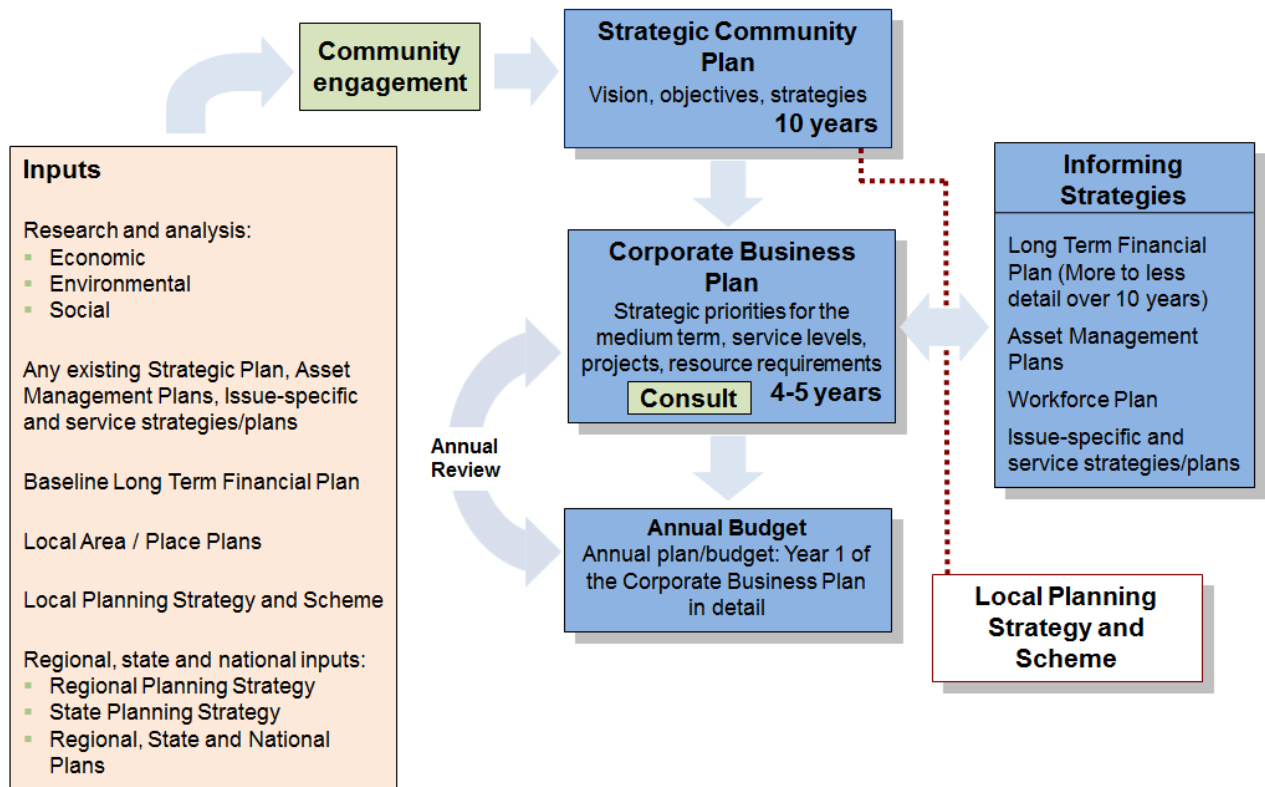 Community
engagement
Strategic Community
Plan
Vision, objectives, strategies
10 years
Inputs
Research and analysis:
Economic
Environmental
Social
Any existing Strategic Plan, Asset
Management Plans, Issue-specific
and service strategies/plans
Baseline Long Term Financial Plan
Local Area / Place Plans
Local Planning Strategy and Scheme
Regional, state and national inputs:
Regional Planning Strategy
State Planning Strategy
Regional, State and National
Plans
Corporate Business
Plan
Strategic priorities for the
medium term, service levels,
projects, resource requirements
Consult 4-5 years
Annual
Review
Annual Budget
Annual plan/budget: Year 1 of
the Corporate Business Plan
in detail
Informing
Strategies
Long Term Financial
Plan (More to less
detail over 10 years)
Asset Management
Plans
Workforce Plan
Issue-specific and
service strategies/plans
Local Planning
Strategy and
Scheme